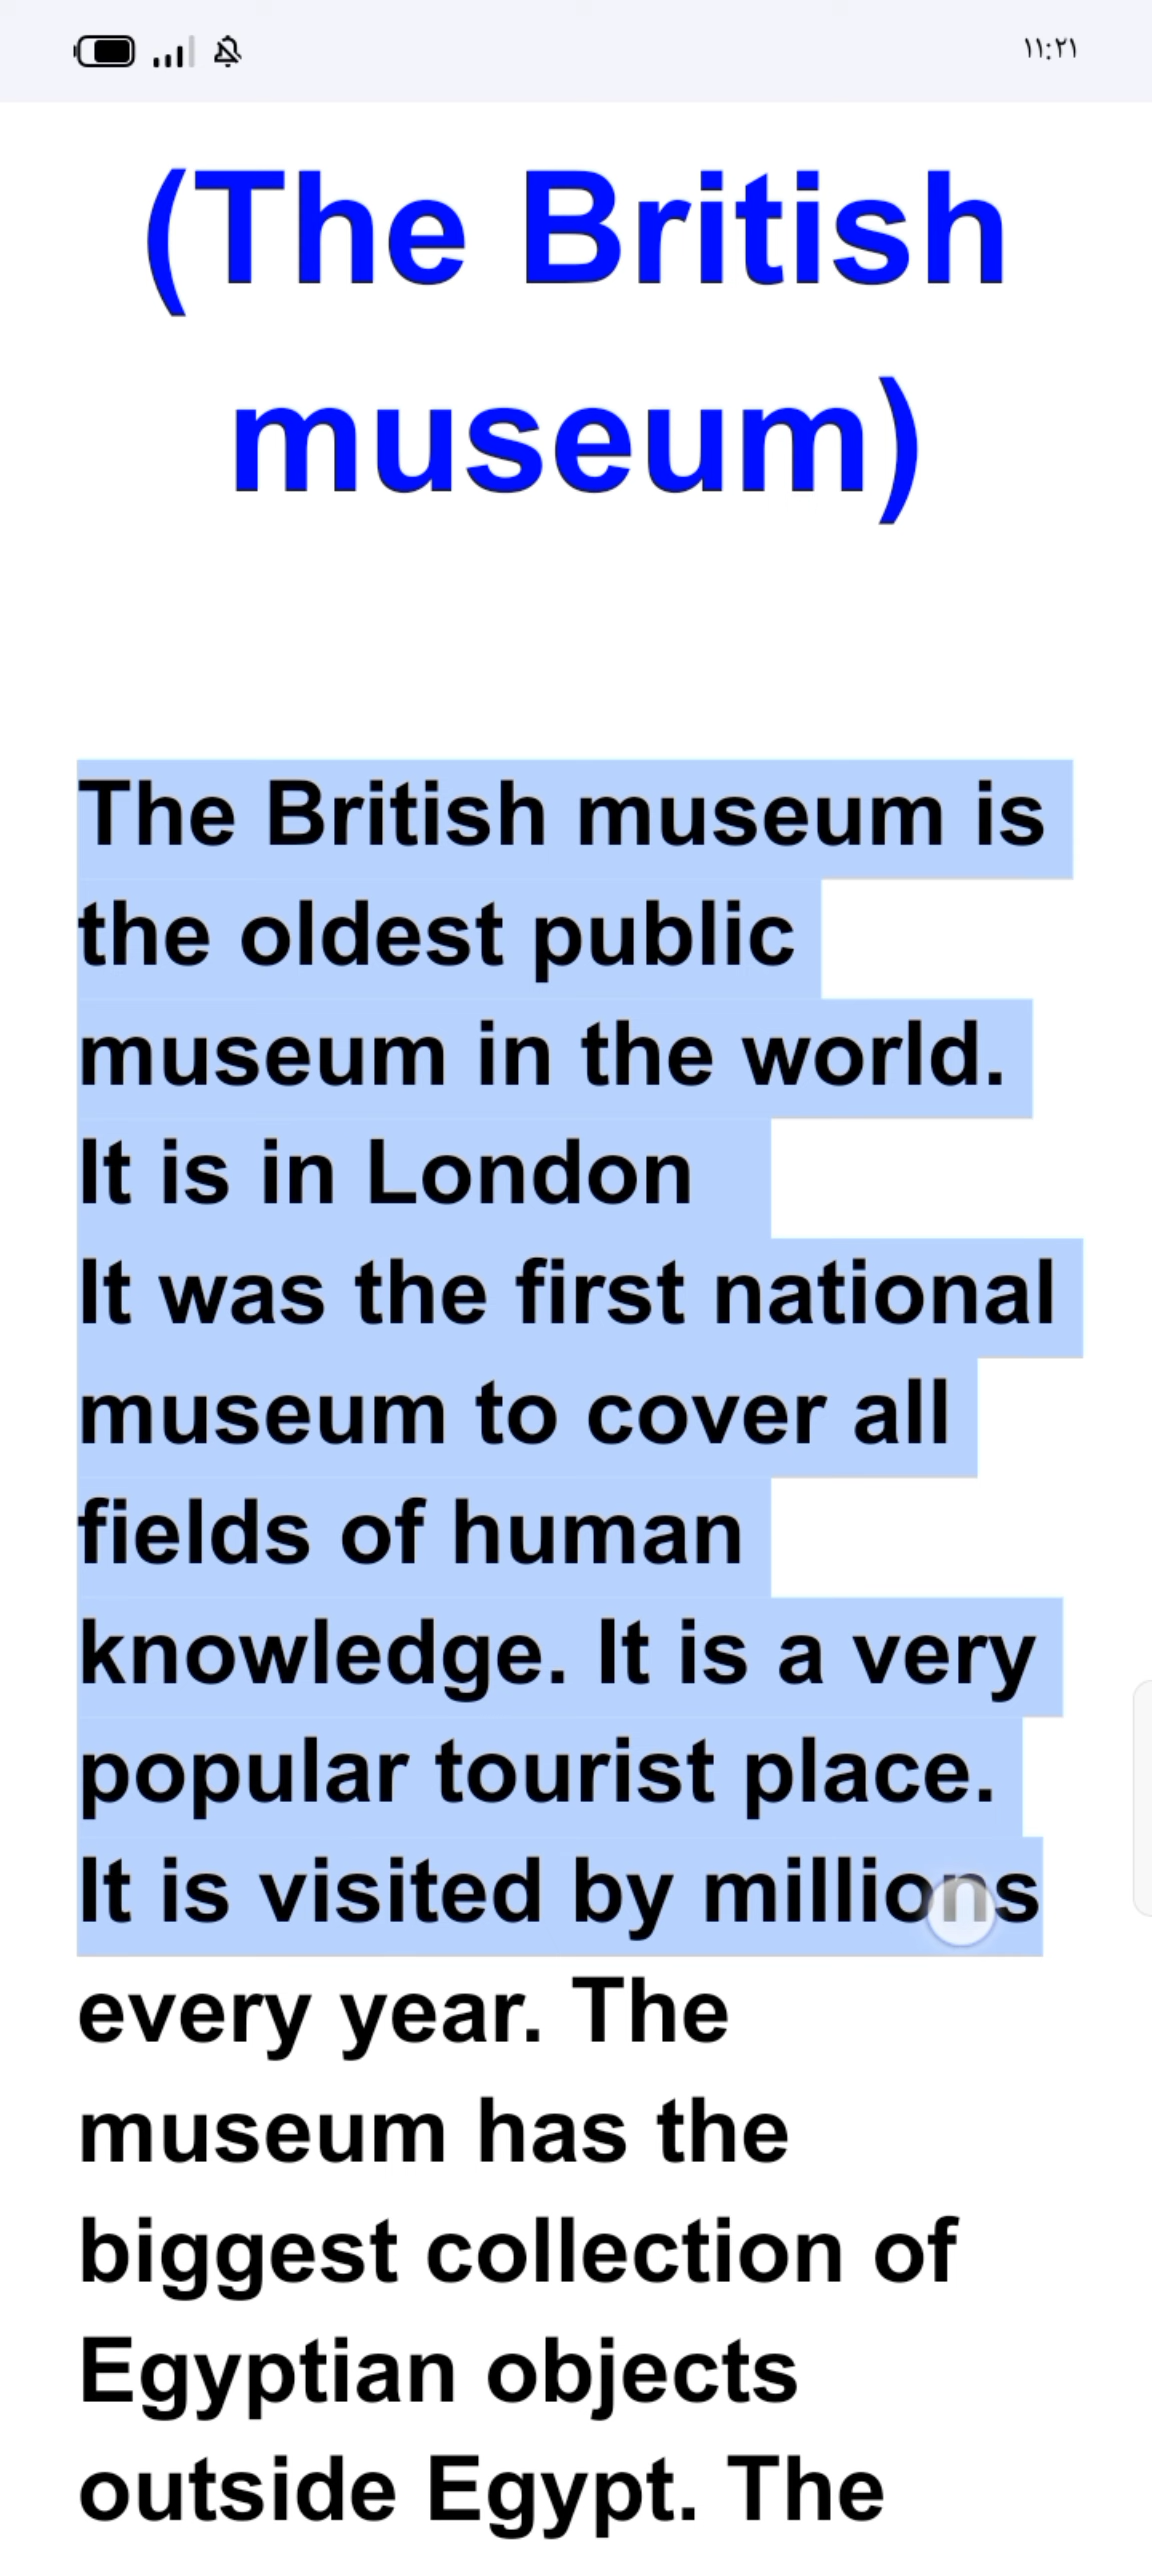 ١١:٢١
(The British
museum)
The British museum is
the oldest public
museum in the world.
It is in London
It was the first national
museum to cover all
fields of human
knowledge. It is a very
popular tourist place.
It is visited by millions
every year. The
museum has the
biggest collection of
Egyptian objects
outside Egypt. The